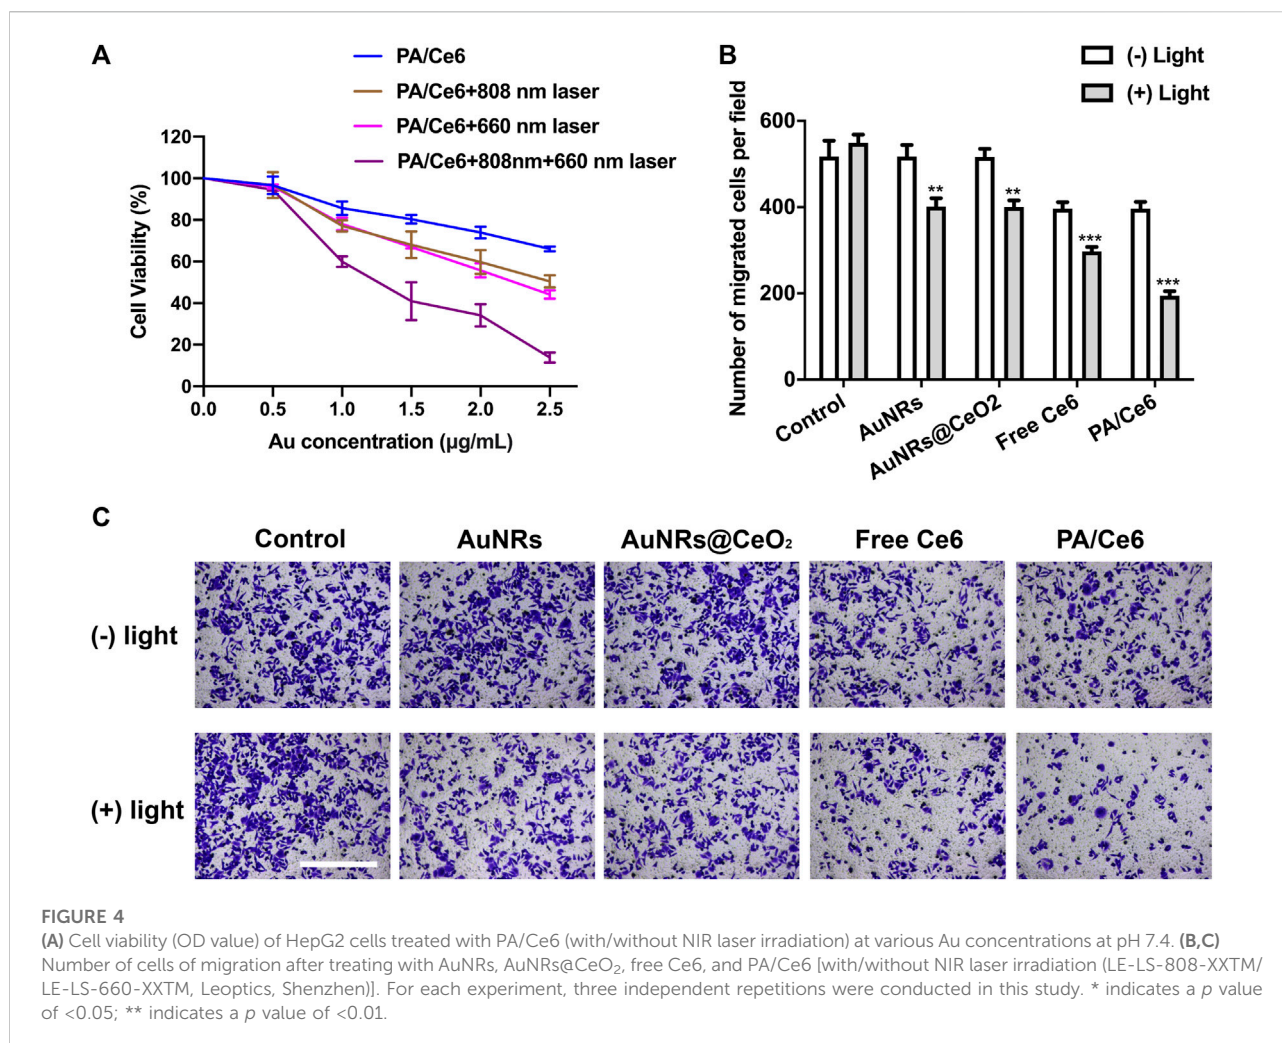 A
PA/Ce6
PA/Ce6+808 nm laser
PA/Ce6+660 nm laser
PA/Ce6+808nm+660 nm laser
Cell Viability (%)
120
100
80
60
40
20
0
0.0 0.5 1.0 1.5 2.0 2.5
Au concentration (μg/mL)
B
(-) Light
(+) Light
Number of migrated cells per field
600
400
200
0
** ** *** ***
Control AuNRs AuNRs@CeO2 Free Ce6 PA/Ce6
C
Control AuNRs AuNRs@CeO₂ Free Ce6 PA/Ce6
(-) light
(+) light
FIGURE 4
(A) Cell viability (OD value) of HepG2 cells treated with PA/Ce6 (with/without NIR laser irradiation) at various Au concentrations at pH 7.4. (B,C)
Number of cells of migration after treating with AuNRs, AuNRs@CeO₂, free Ce6, and PA/Ce6 [with/without NIR laser irradiation (LE-LS-808-XXTM/
LE-LS-660-XXTM, Leoptics, Shenzhen)]. For each experiment, three independent repetitions were conducted in this study. * indicates a p value
of <0.05; ** indicates a p value of <0.01.